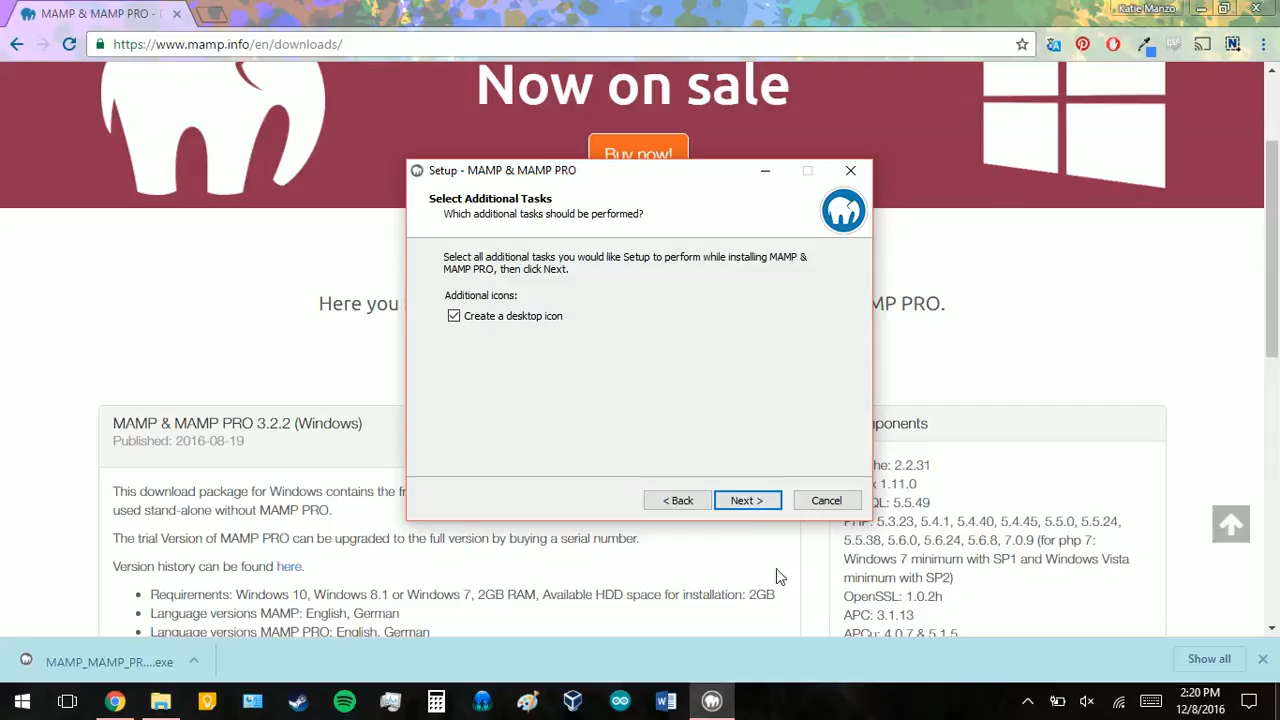 MAMP & MAMP PRO -
Katie Manzo
https://www.mamp.info/en/downloads/
Now on sale
Buy now!
Setup - MAMP & MAMP PRO
Select Additional Tasks
Which additional tasks should be performed?
Select all additional tasks you would like Setup to perform while installing MAMP &
MAMP PRO, then click Next.
Additional icons:
Create a desktop icon
< Back
Next >
Cancel
Here you
MP PRO.
MAMP & MAMP PRO 3.2.2 (Windows)
Published: 2016-08-19
This download package for Windows contains the fr
used stand-alone without MAMP PRO.
The trial Version of MAMP PRO can be upgraded to the full version by buying a serial number.
Version history can be found here.
• Requirements: Windows 10, Windows 8.1 or Windows 7, 2GB RAM, Available HDD space for installation: 2GB
• Language versions MAMP: English, German
• Language versions MAMP PRO: English, German
ponents
he: 2.2.31
x 1.11.0
QL: 5.5.49
PHP: 5.3.23, 5.4.1, 5.4.40, 5.4.45, 5.5.0, 5.5.24,
5.5.38, 5.6.0, 5.6.24, 5.6.8, 7.0.9 (for php 7:
Windows 7 minimum with SP1 and Windows Vista
minimum with SP2)
OpenSSL: 1.0.2h
APC: 3.1.13
APCu: 4.0.7 & 5.1.5
MAMP_MAMP_PR....exe
Show all
2:20 PM
12/8/2016